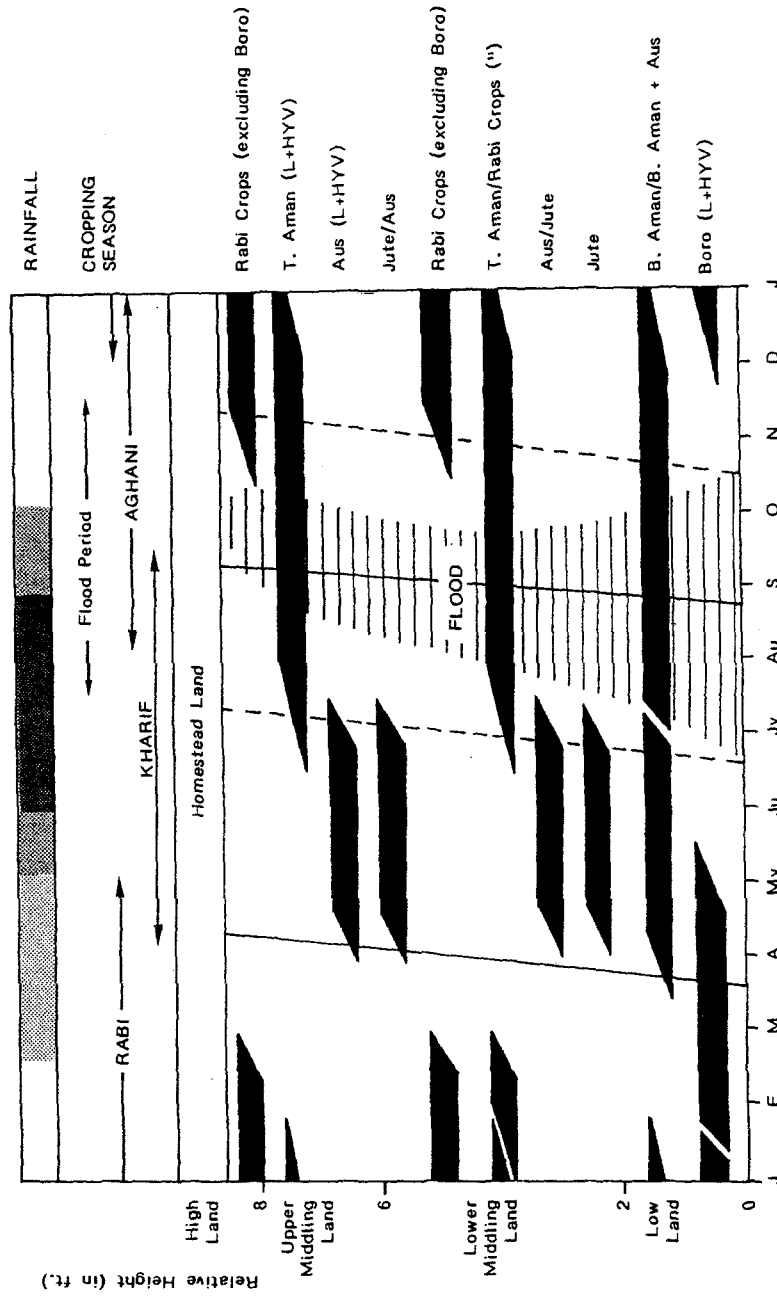 RAINFALL
CROPPING
SEASON
Flood Period
AGHANI
KHARIF
RABI
Homestead Land
Relative Height (in ft.)
High
Land
8
Upper
Middling
Land
6
Lower
Middling
Land
2
Low
Land
0
FLOOD
Rabi Crops (excluding Boro)
T. Aman (L+HYV)
Aus (L+HYV)
Jute/Aus
Rabi Crops (excluding Boro)
T. Aman/Rabi Crops (")
Aus/Jute
Jute
B. Aman/B. Aman + Aus
Boro (L+HYV)
J F M A My Ju Jy Au S O N D J